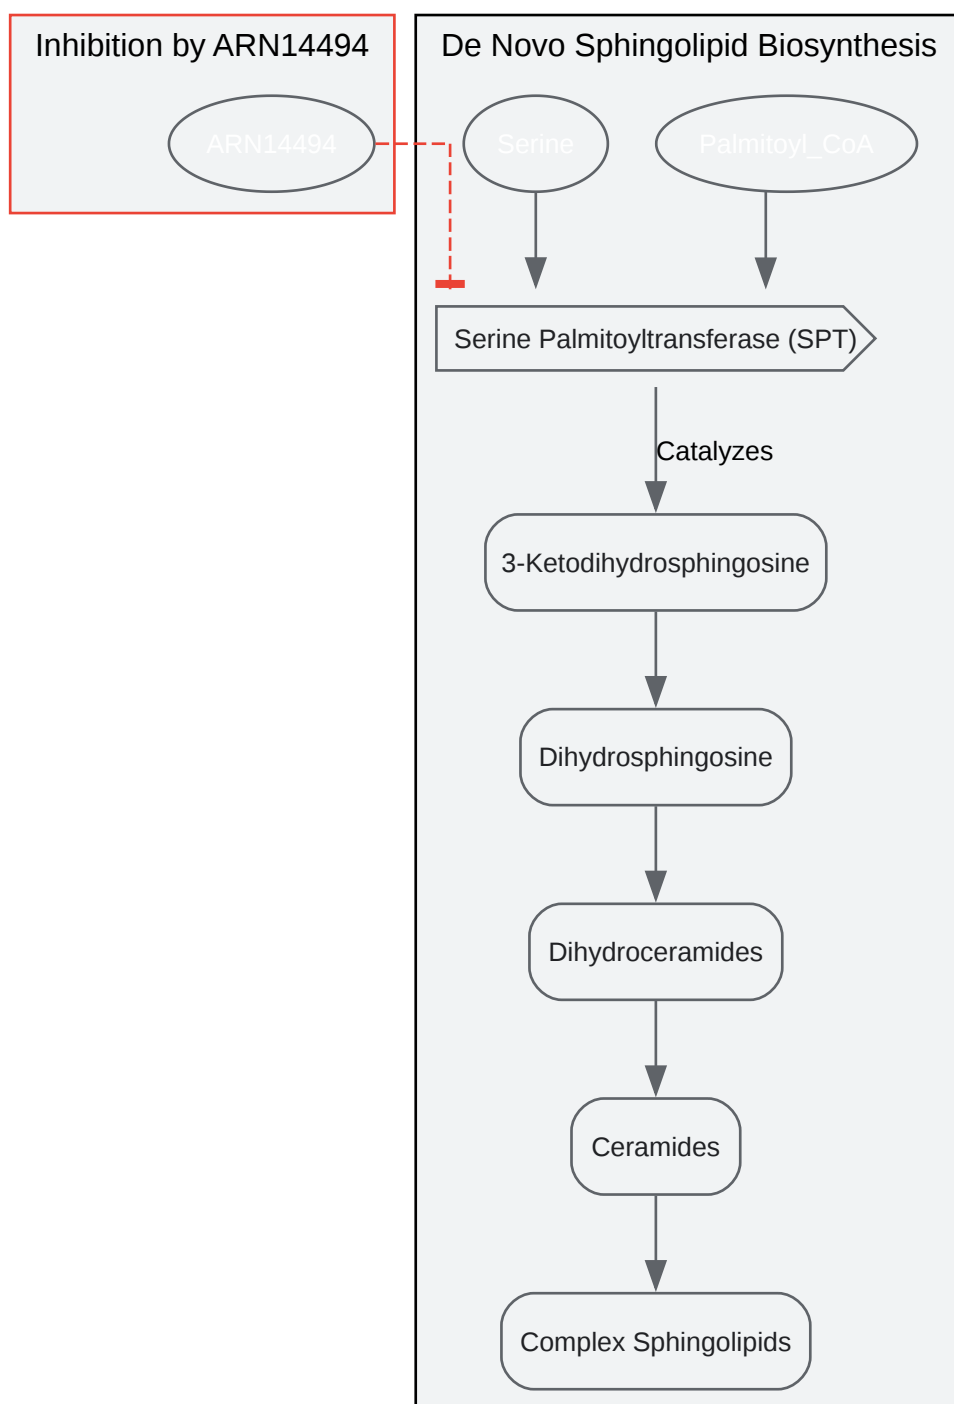 Inhibition by ARN14494
De Novo Sphingolipid Biosynthesis
ARN14494
Serine
Palmitoyl_CoA
Serine Palmitoyltransferase (SPT)
Catalyzes
3-Ketodihydrosphingosine
Dihydrosphingosine
Dihydroceramides
Ceramides
Complex Sphingolipids